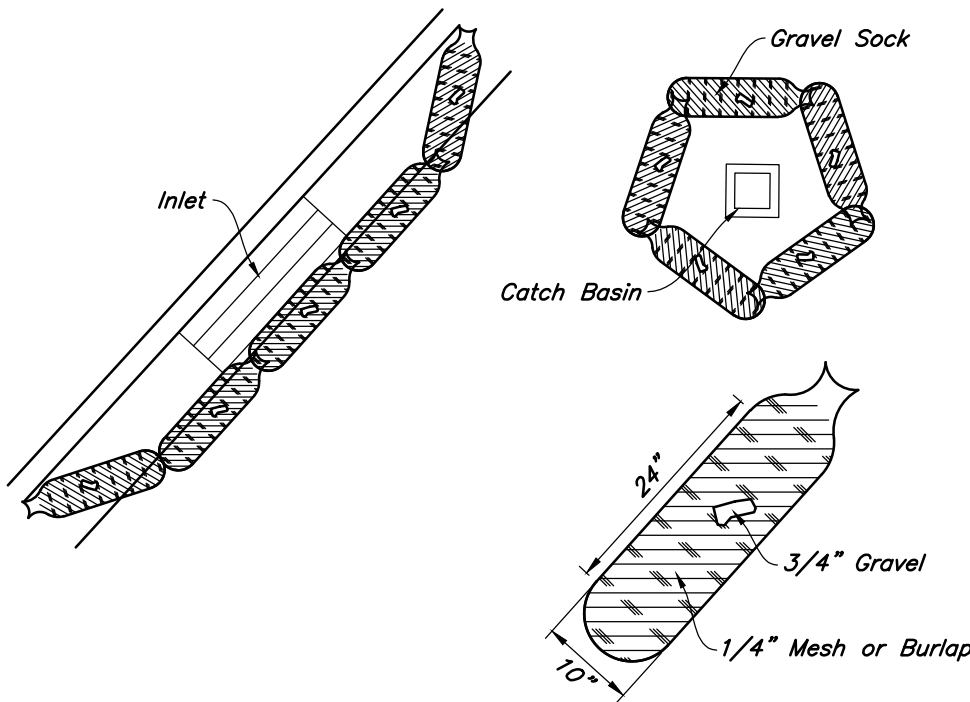 Gravel Sock
Inlet
Catch Basin
24"
3/4" Gravel
1/4" Mesh or Burlap
10"